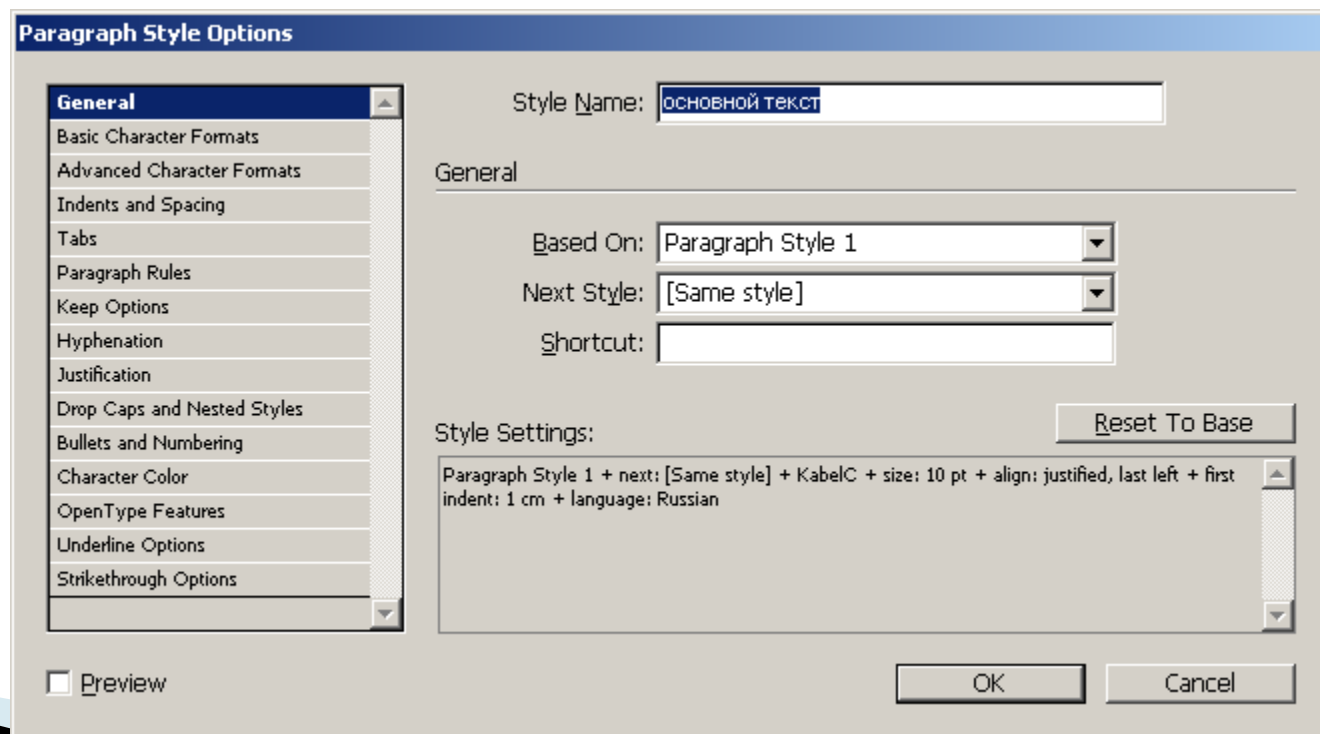 Paragraph Style Options
General
Basic Character Formats
Advanced Character Formats
Indents and Spacing
Tabs
Paragraph Rules
Keep Options
Hyphenation
Justification
Drop Caps and Nested Styles
Bullets and Numbering
Character Color
OpenType Features
Underline Options
Strikethrough Options
Preview
Style Name: основной текст
General
Based On: Paragraph Style 1
Next Style: [Same style]
Shortcut:
Reset To Base
Style Settings:
Paragraph Style 1 + next: [Same style] + KabelC + size: 10 pt + align: justified, last left + first
indent: 1 cm + language: Russian
OK Cancel